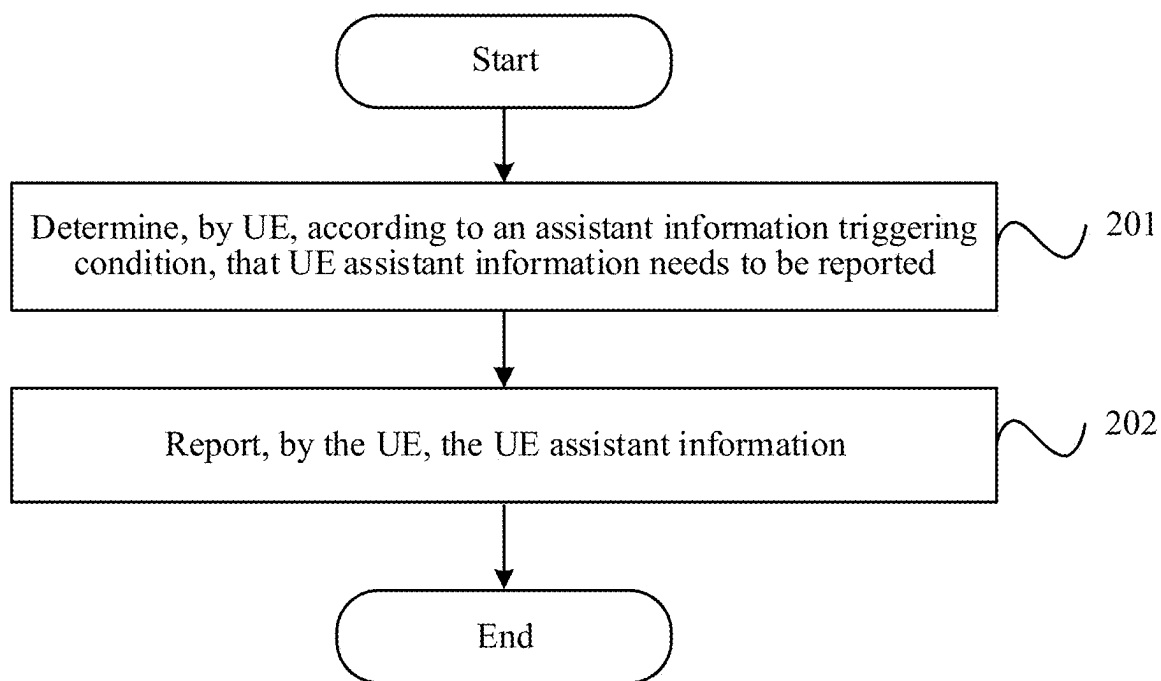 Start
Determine, by UE, according to an assistant information triggering
condition, that UE assistant information needs to be reported
201
Report, by the UE, the UE assistant information
202
End